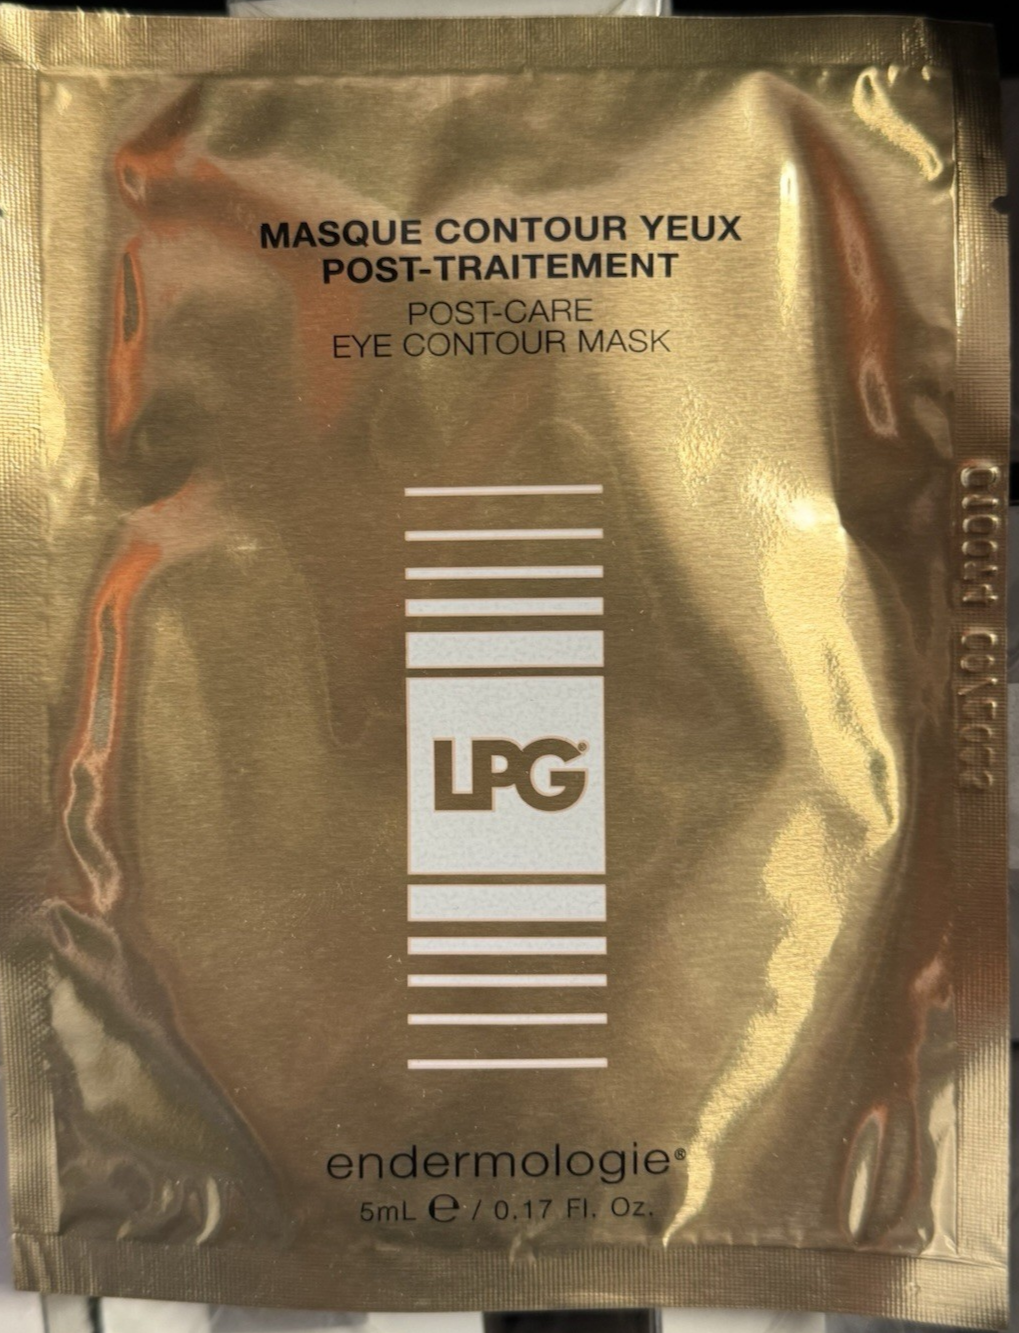 MASQUE CONTOUR YEUX
POST-TRAITEMENT
POST-CARE
EYE CONTOUR MASK
LPG®
endermologie®
5mL ℮ / 0.17 Fl. Oz.